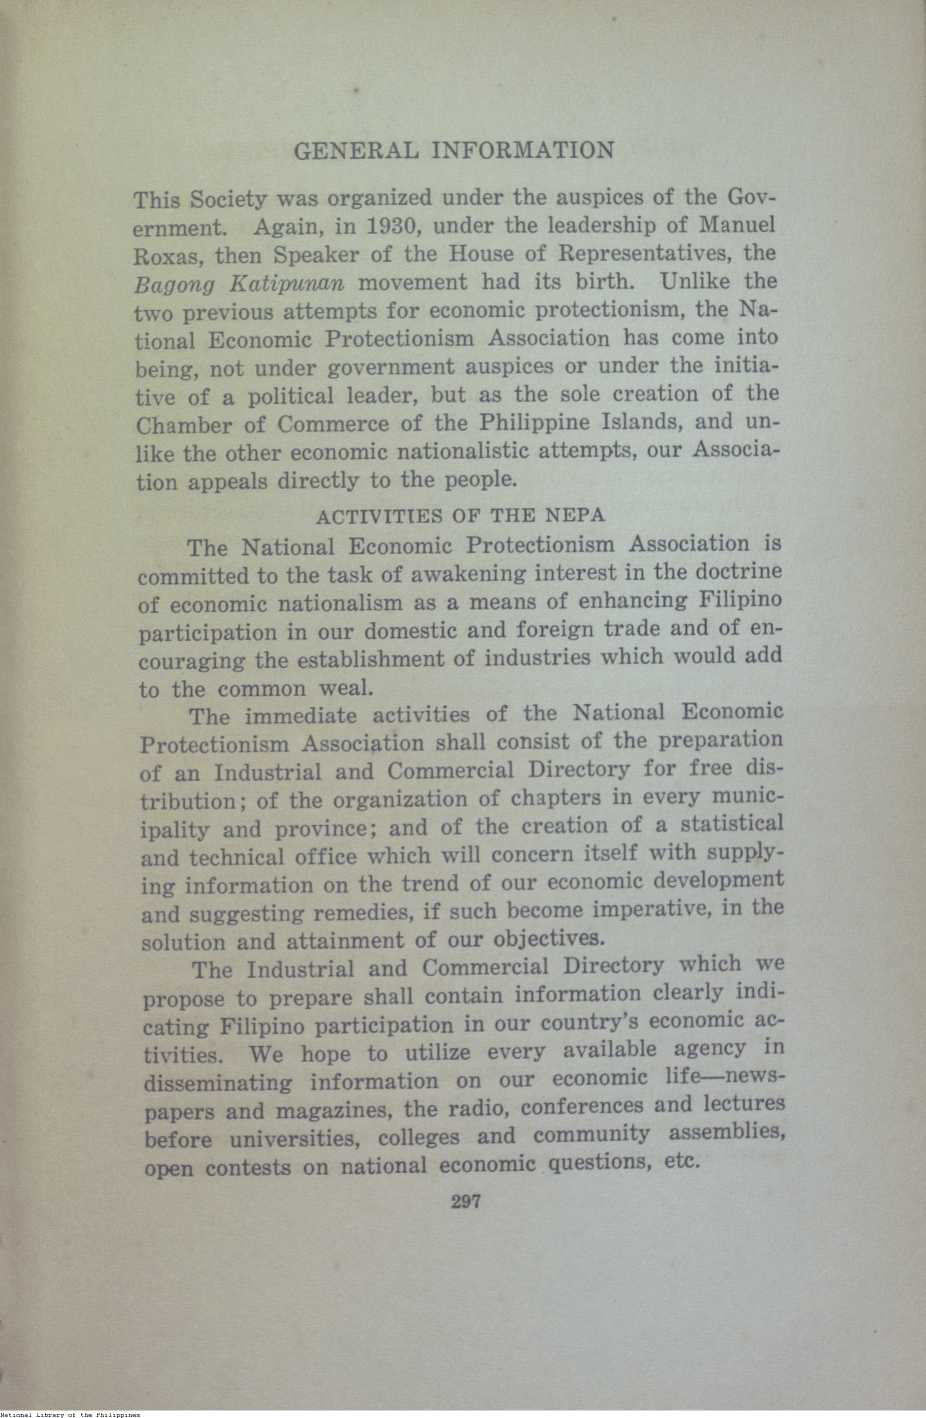 GENERAL INFORMATION
This Society was organized under the auspices of the Gov-
ernment. Again, in 1930, under the leadership of Manuel
Roxas, then Speaker of the House of Representatives, the
Bagong Katipunan movement had its birth. Unlike the
two previous attempts for economic protectionism, the Na-
tional Economic Protectionism Association has come into
being, not under government auspices or under the initia-
tive of a political leader, but as the sole creation of the
Chamber of Commerce of the Philippine Islands, and un-
like the other economic nationalistic attempts, our Associa-
tion appeals directly to the people.
ACTIVITIES OF THE NEPA
The National Economic Protectionism Association is
committed to the task of awakening interest in the doctrine
of economic nationalism as a means of enhancing Filipino
participation in our domestic and foreign trade and of en-
couraging the establishment of industries which would add
to the common weal.
The immediate activities of the National Economic
Protectionism Association shall consist of the preparation
of an Industrial and Commercial Directory for free dis-
tribution; of the organization of chapters in every munic-
ipality and province; and of the creation of a statistical
and technical office which will concern itself with supply-
ing information on the trend of our economic development
and suggesting remedies, if such become imperative, in the
solution and attainment of our objectives.
The Industrial and Commercial Directory which we
propose to prepare shall contain information clearly indi-
cating Filipino participation in our country's economic ac-
tivities. We hope to utilize every available agency in
disseminating information on our economic life—news-
papers and magazines, the radio, conferences and lectures
before universities, colleges and community assemblies,
open contests on national economic questions, etc.
297
National Library of the Philippines